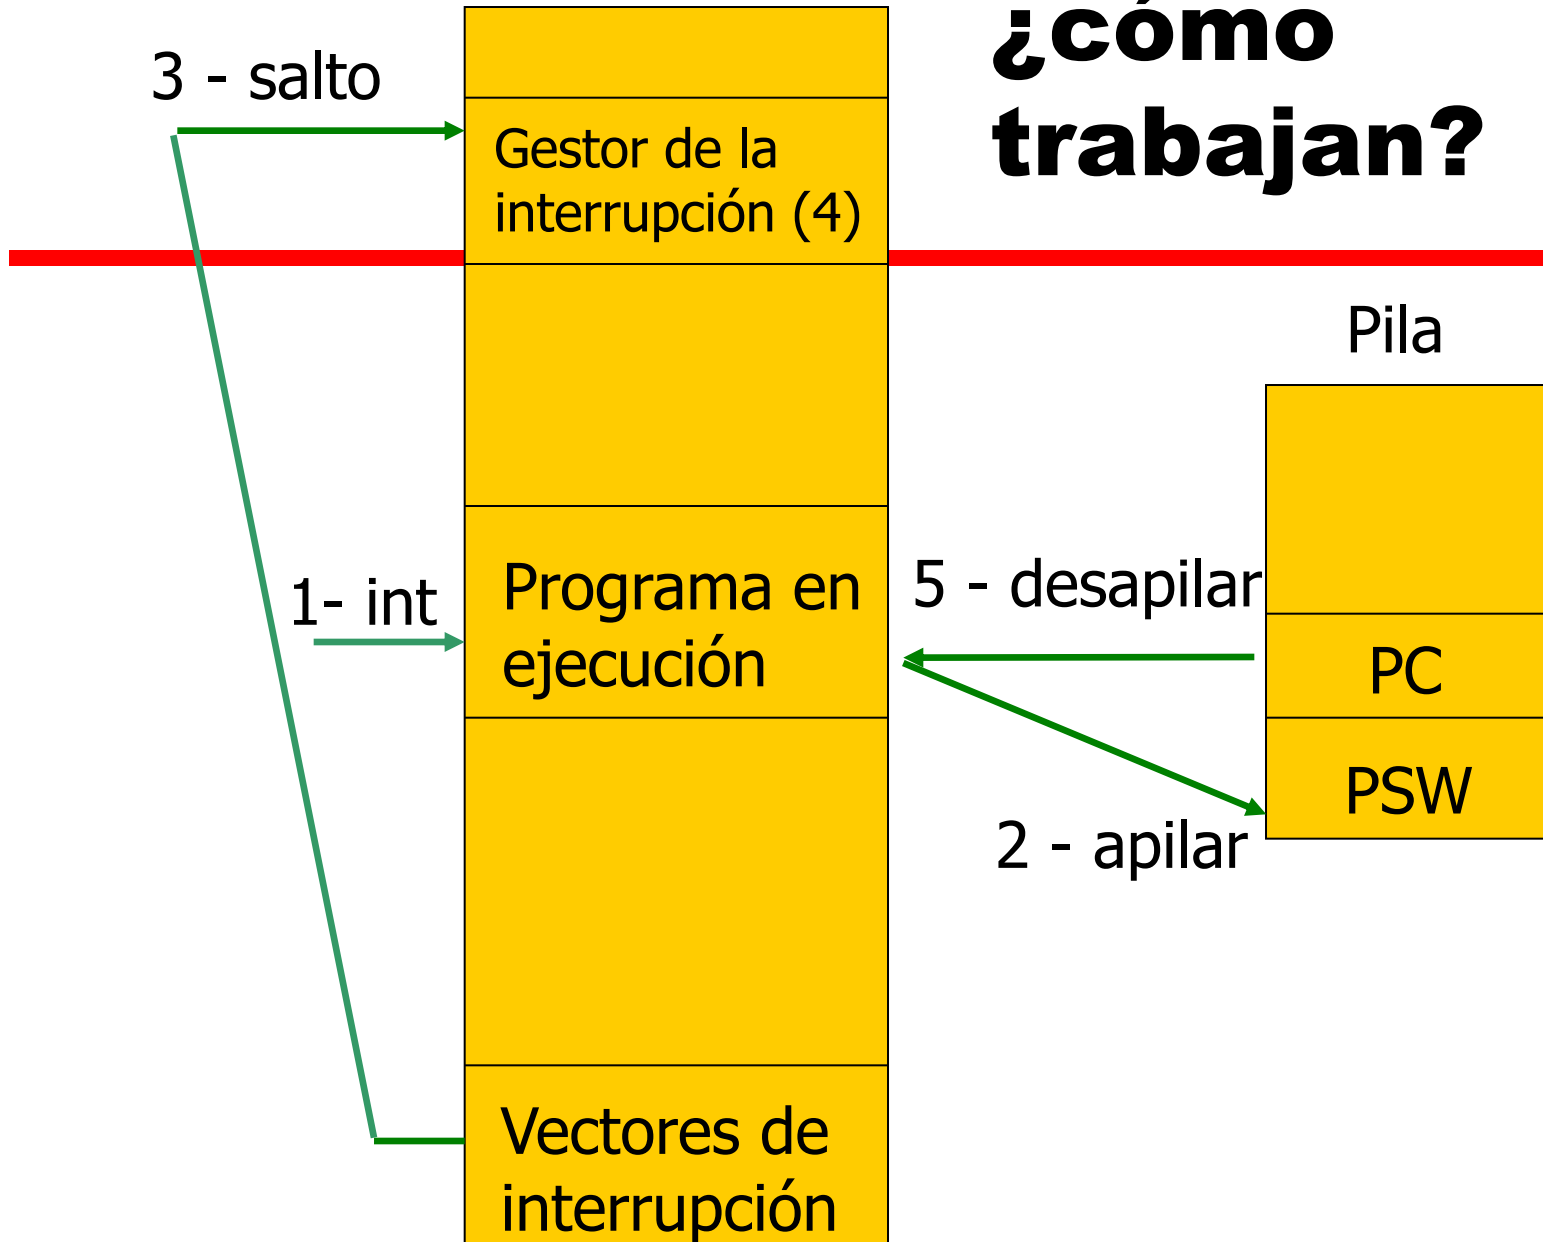 ¿cómo
trabajan?
3 - salto
Gestor de la
interrupción (4)
Pila
1- int
Programa en
ejecución
5 - desapilar
PC
PSW
2 - apilar
Vectores de
interrupción